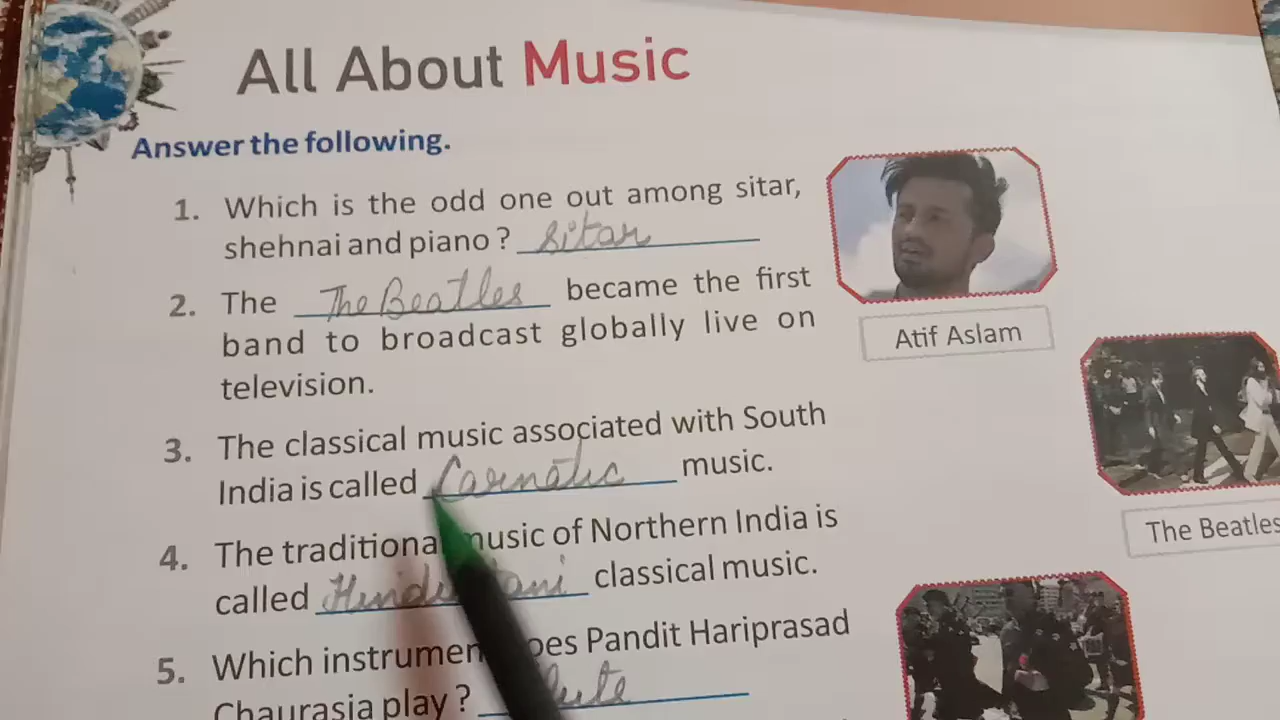 All About Music
Answer the following.
1. Which is the odd one out among sitar,
shehnai and piano ? sitar
2. The The Beatles became the first
band to broadcast globally live on
television.
3. The classical music associated with South
India is called Carnatic music.
4. The traditional music of Northern India is
called Hindustani classical music.
5. Which instrument does Pandit Hariprasad
Chaurasia play ? flute
Atif Aslam
The Beatles